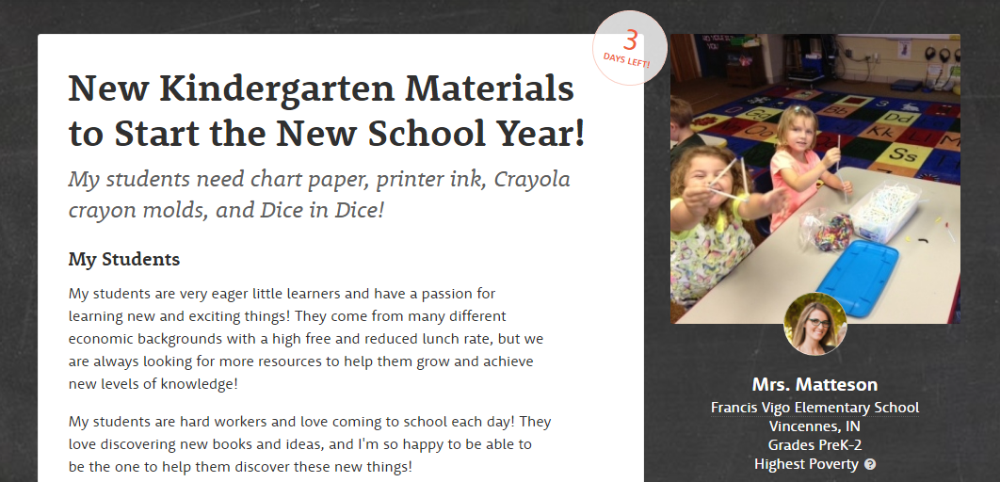 3
DAYS LEFT!
New Kindergarten Materials
to Start the New School Year!
My students need chart paper, printer ink, Crayola
crayon molds, and Dice in Dice!
My Students
My students are very eager little learners and have a passion for
learning new and exciting things! They come from many different
economic backgrounds with a high free and reduced lunch rate, but we
are always looking for more resources to help them grow and achieve
new levels of knowledge!
My students are hard workers and love coming to school each day! They
love discovering new books and ideas, and I'm so happy to be able to
be the one to help them discover these new things!
Bb
Dd
Kk
Ll
Ss
Mrs. Matteson
Francis Vigo Elementary School
Vincennes, IN
Grades PreK-2
Highest Poverty ?